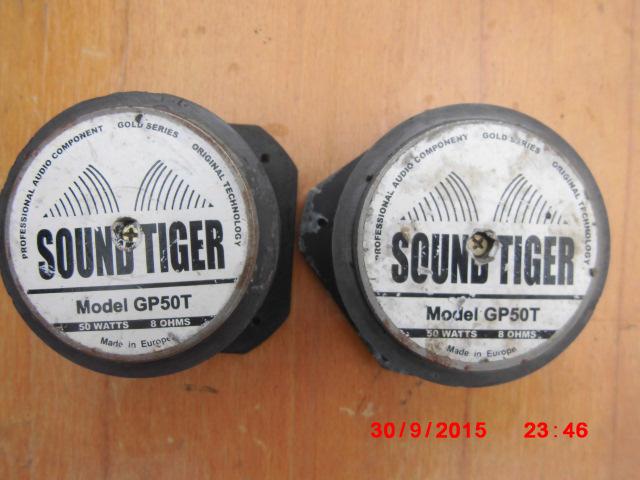 PROFESSIONAL AUDIO COMPONENT GOLD SERIES ORIGINAL TECHNOLOGY
SOUND TIGER
Model GP50T
50 WATTS 8 OHMS
Made in Europe
PROFESSIONAL AUDIO COMPONENT GOLD SERIES ORIGINAL TECHNOLOGY
SOUND TIGER
Model GP50T
50 WATTS 8 OHMS
Made in Europe
30/9/2015 23:46